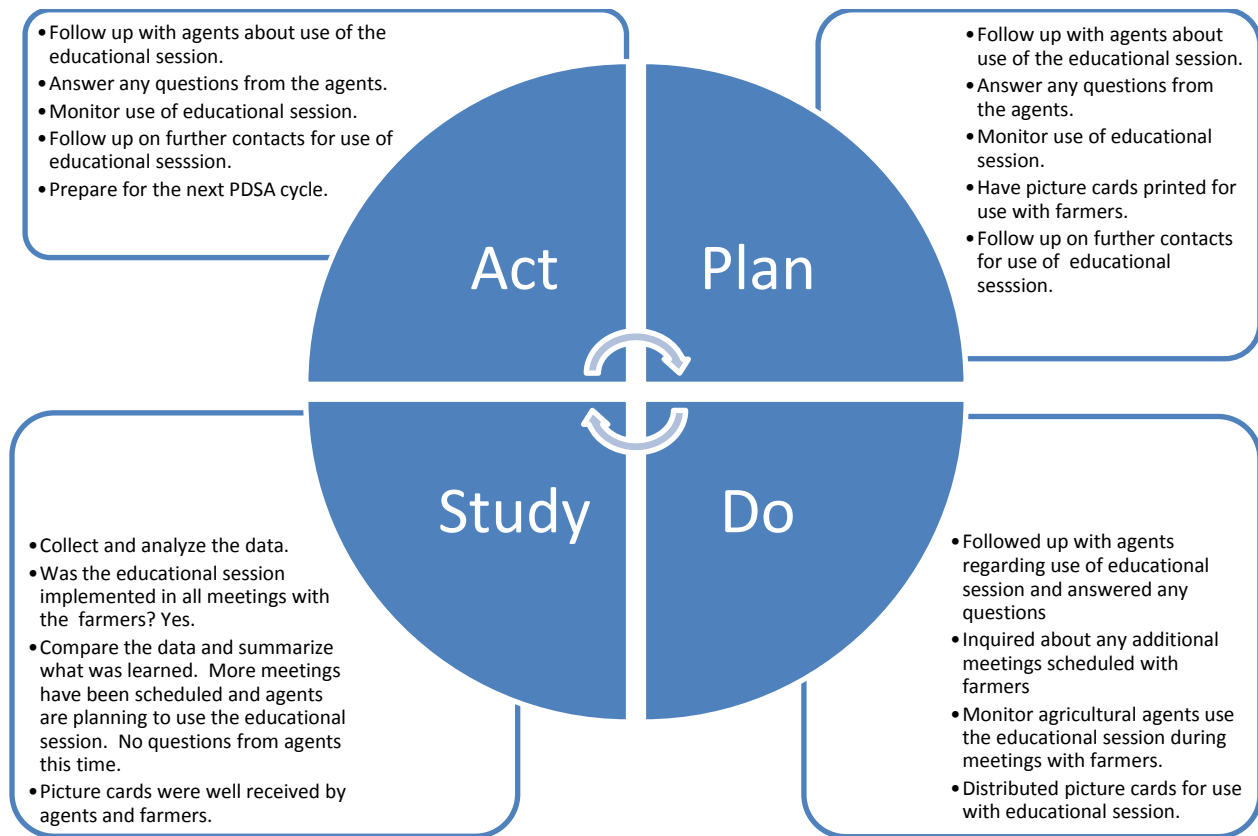 •Follow up with agents about use of the
educational session.
•Answer any questions from the agents.
•Monitor use of educational session.
•Follow up on further contacts for use of
educational sesssion.
•Prepare for the next PDSA cycle.
•Follow up with agents about
use of the educational session.
•Answer any questions from
the agents.
•Monitor use of educational
session.
•Have picture cards printed for
use with farmers.
•Follow up on further contacts
for use of educational
sesssion.
Act
Plan
Study
Do
•Collect and analyze the data.
•Was the educational session
implemented in all meetings with
the farmers? Yes.
•Compare the data and summarize
what was learned. More meetings
have been scheduled and agents
are planning to use the educational
session. No questions from agents
this time.
•Picture cards were well received by
agents and farmers.
•Followed up with agents
regarding use of educational
session and answered any
questions
•Inquired about any additional
meetings scheduled with
farmers
•Monitor agricultural agents use
the educational session during
meetings with farmers.
•Distributed picture cards for use
with educational session.